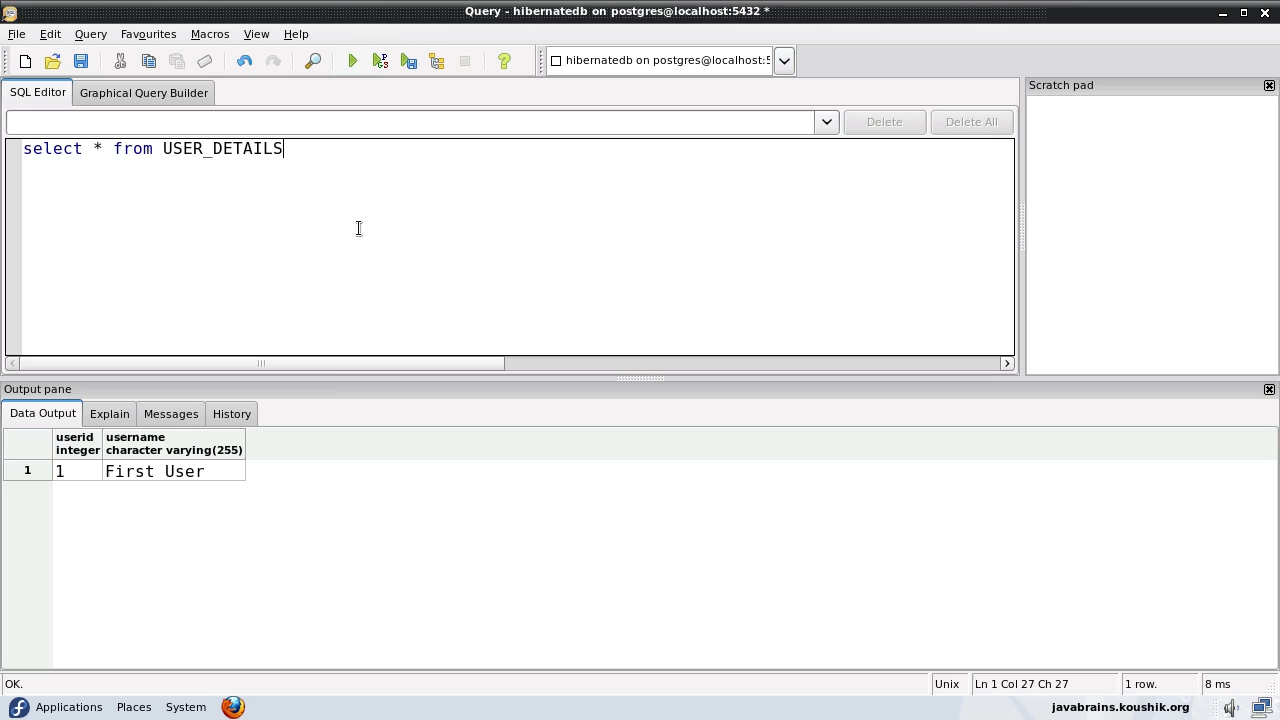 Query - hibernatedb on postgres@localhost:5432 *
File Edit Query Favourites Macros View Help
hibernatedb on postgres@localhost:5
SQL Editor Graphical Query Builder
Scratch pad
Delete Delete All
select * from USER_DETAILS
Output pane
Data Output Explain Messages History
userid username
integer character varying(255)
1 1 First User
OK. Unix Ln 1 Col 27 Ch 27 1 row. 8 ms
Applications Places System javabrains.koushik.org